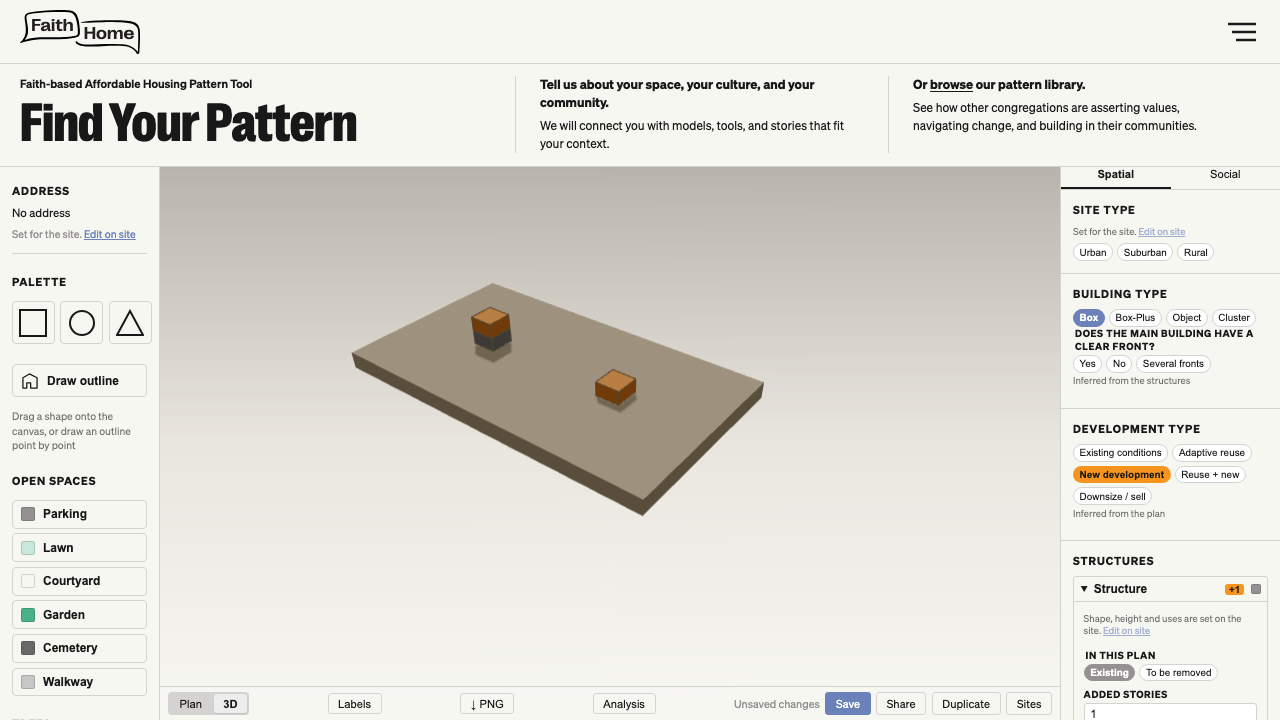 Faith
Home
Faith-based Affordable Housing Pattern Tool
Find Your Pattern
Tell us about your space, your culture, and your
community.
We will connect you with models, tools, and stories that fit
your context.
Or browse our pattern library.
See how other congregations are asserting values,
navigating change, and building in their communities.
ADDRESS
No address
Set for the site. Edit on site
PALETTE
Draw outline
Drag a shape onto the
canvas, or draw an outline
point by point
OPEN SPACES
Parking
Lawn
Courtyard
Garden
Cemetery
Walkway
Plan 3D
Labels
↓ PNG
Analysis
Unsaved changes
Save
Share
Duplicate
Sites
Spatial Social
SITE TYPE
Set for the site. Edit on site
Urban Suburban Rural
BUILDING TYPE
Box Box-Plus Object Cluster
DOES THE MAIN BUILDING HAVE A
CLEAR FRONT?
Yes No Several fronts
Inferred from the structures
DEVELOPMENT TYPE
Existing conditions Adaptive reuse
New development Reuse + new
Downsize / sell
Inferred from the plan
STRUCTURES
▼ Structure +1
Shape, height and uses are set on the
site. Edit on site
IN THIS PLAN
Existing To be removed
ADDED STORIES
1